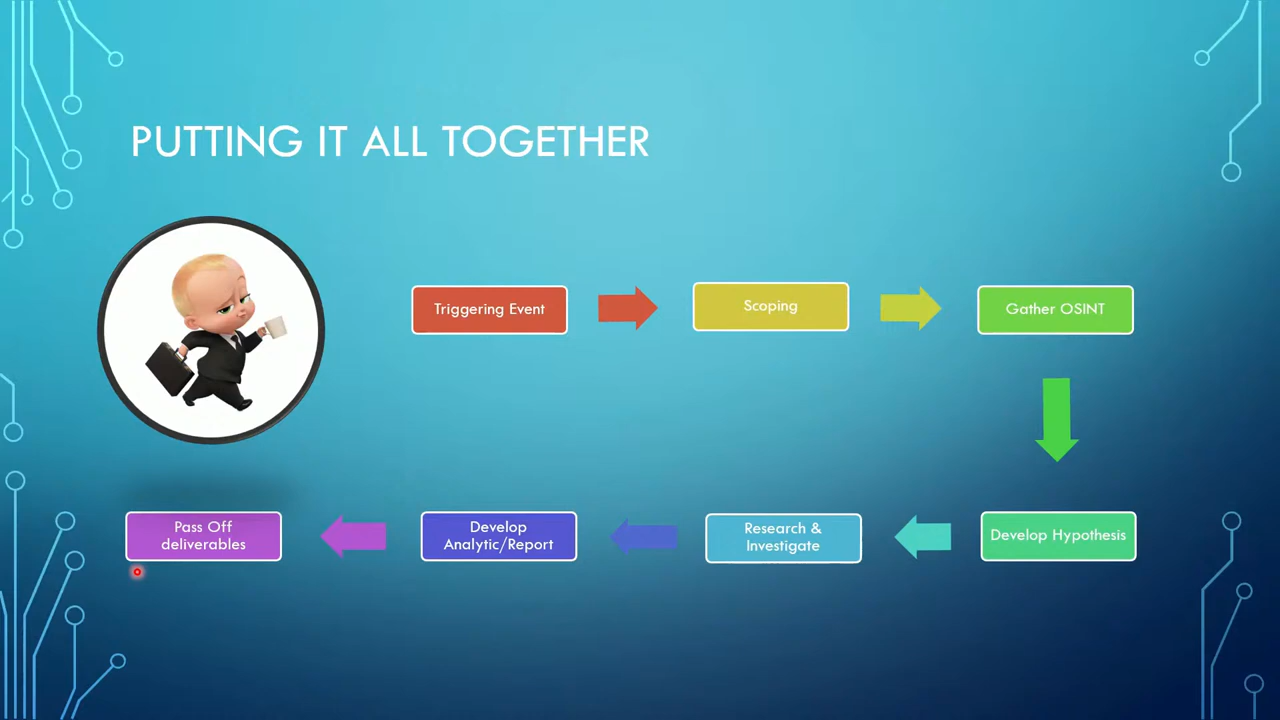 PUTTING IT ALL TOGETHER
Triggering Event
Scoping
Gather OSINT
Develop Hypothesis
Research &
Investigate
Develop
Analytic/Report
Pass Off
deliverables